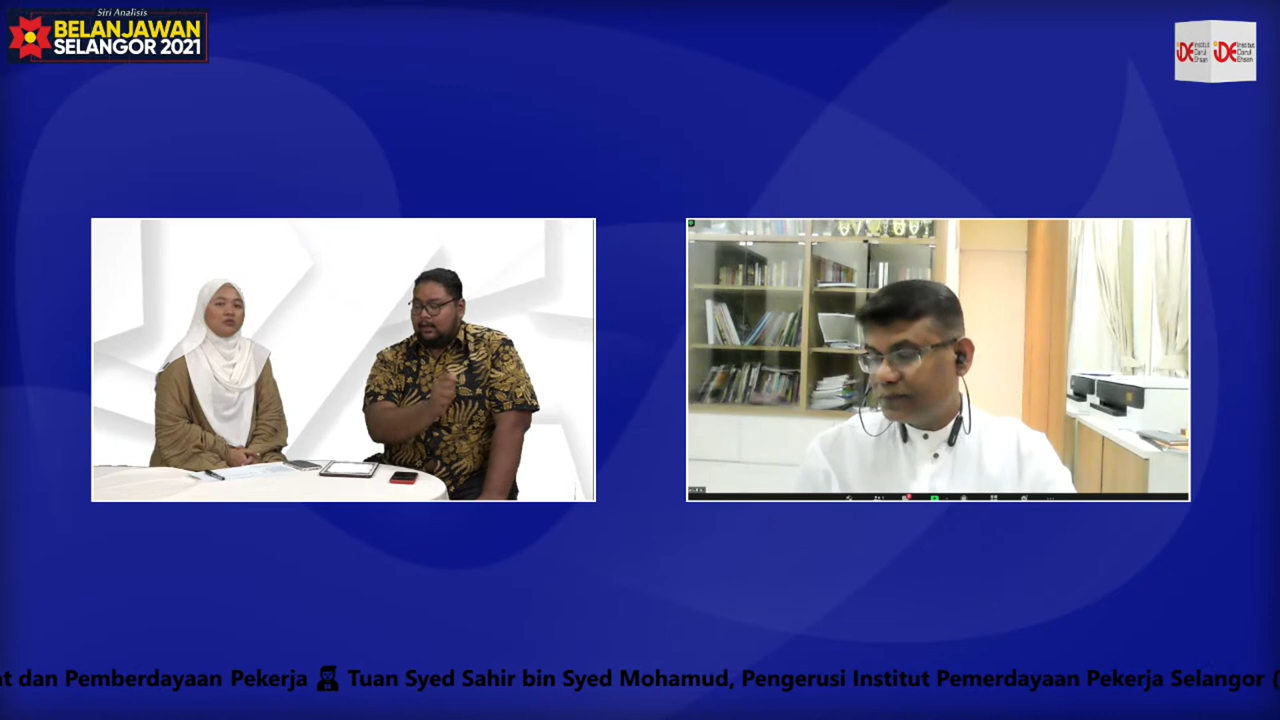 Siri Analisis
BELANJAWAN
SELANGOR 2021
Institut
Darul
Ehsan
Institut
Darul
Ehsan
dan Pemberdayaan Pekerja Tuan Syed Sahir bin Syed Mohamud, Pengerusi Institut Pemerdayaan Pekerja Selangor